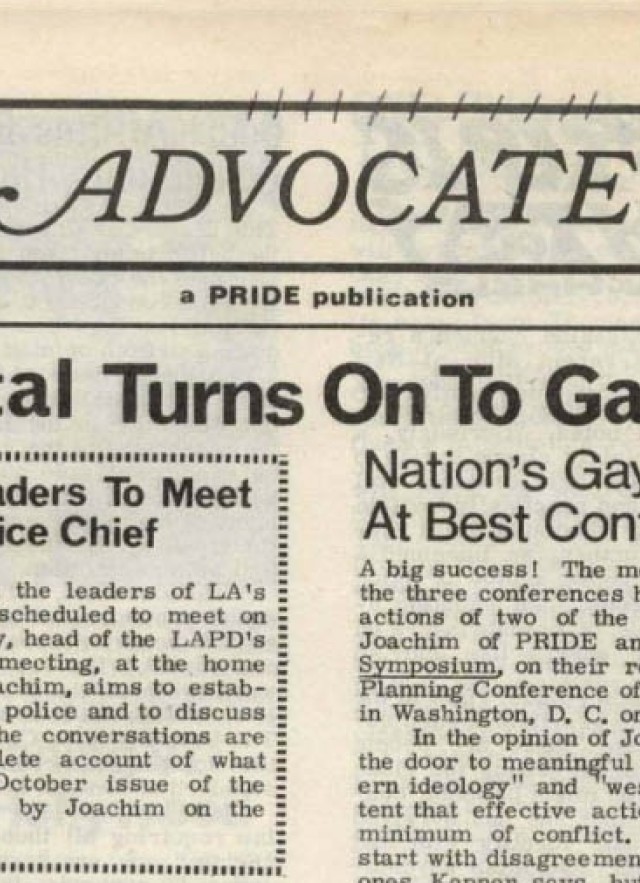 ADVOCATE
a PRIDE publication
tal Turns On To Ga
aders To Meet
ice Chief
the leaders of LA's
scheduled to meet on
y, head of the LAPD's
meeting, at the home
achim, aims to estab-
police and to discuss
he conversations are
lete account of what
October issue of the
by Joachim on the
Nation's Gay
At Best Con
A big success! The m
the three conferences h
actions of two of the
Joachim of PRIDE an
Symposium, on their r
Planning Conference of
in Washington, D. C. o
In the opinion of Jo
the door to meaningful
ern ideology" and "we
tent that effective acti
minimum of conflict.
start with disagreemen
ones Kepner says, but